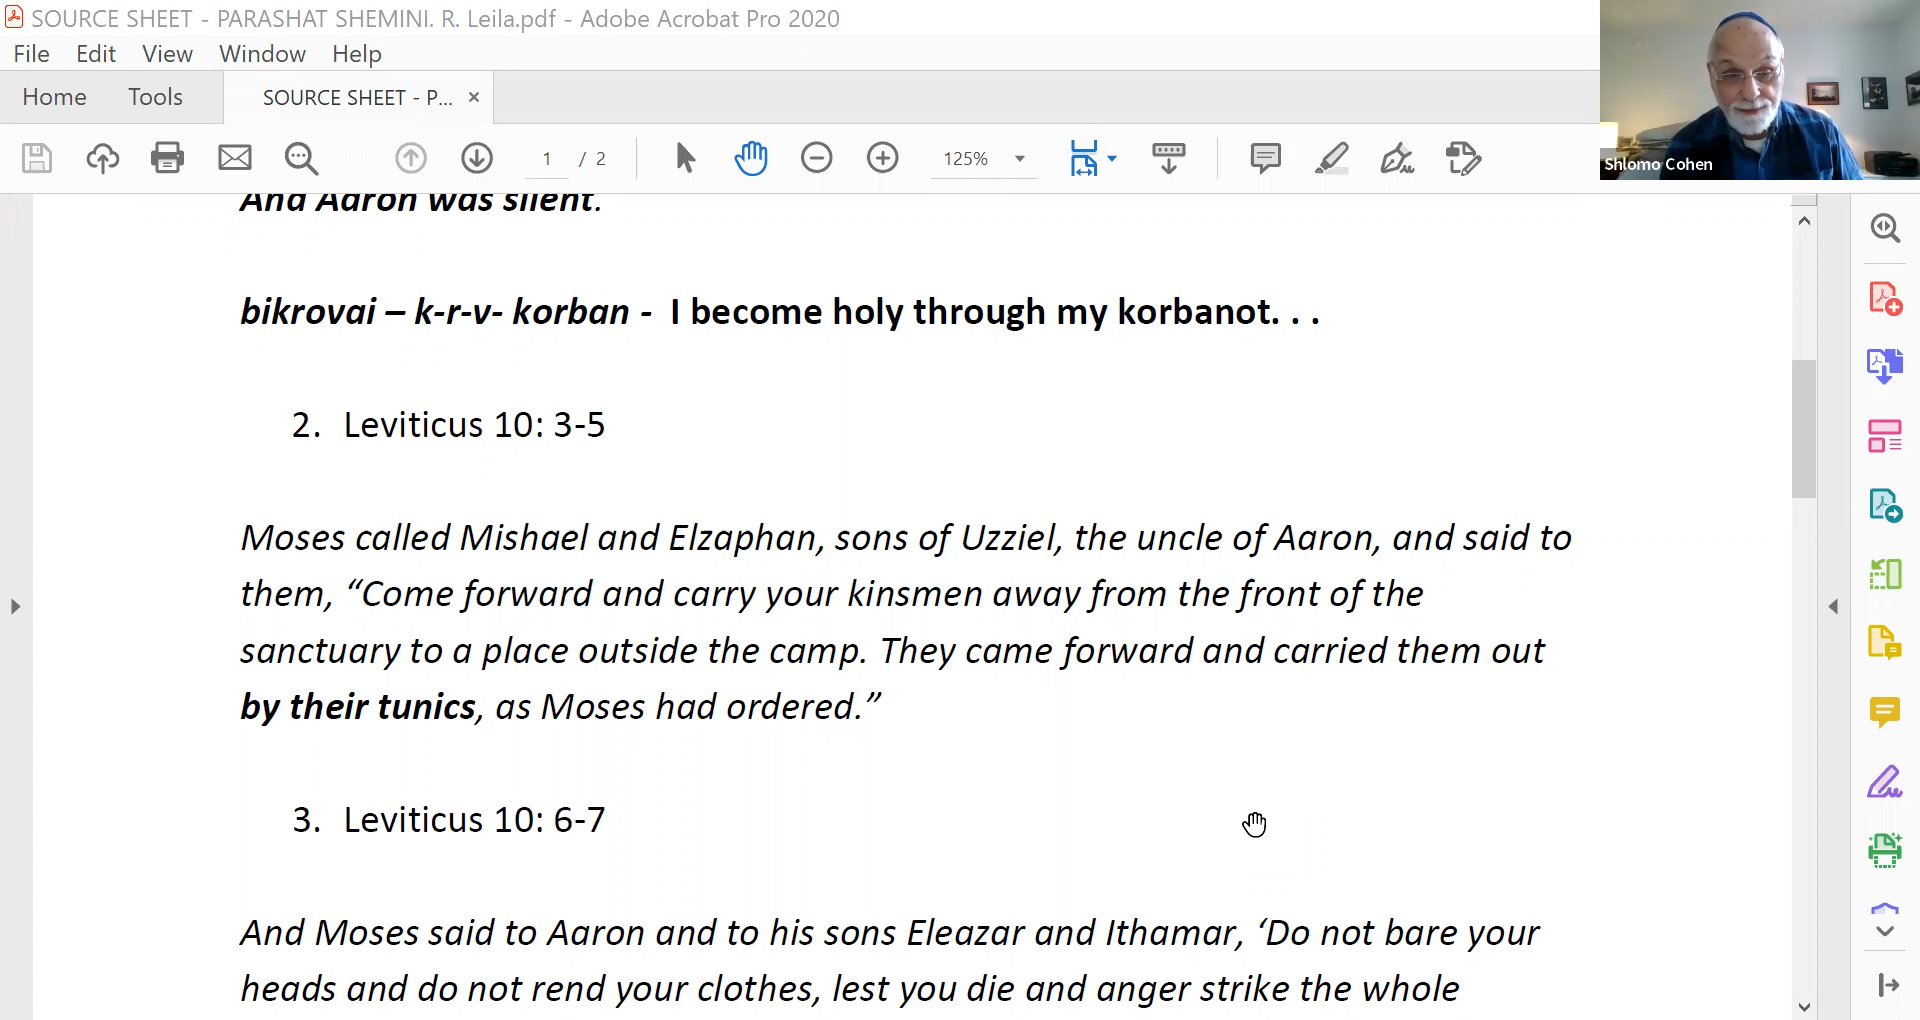 SOURCE SHEET - PARASHAT SHEMINI. R. Leila.pdf - Adobe Acrobat Pro 2020
File Edit View Window Help
Home Tools SOURCE SHEET - P... ×
1 / 2 125%
Shlomo Cohen
And Aaron was silent.
bikrovai – k-r-v- korban - I become holy through my korbanot. . .
2. Leviticus 10: 3-5
Moses called Mishael and Elzaphan, sons of Uzziel, the uncle of Aaron, and said to
them, “Come forward and carry your kinsmen away from the front of the
sanctuary to a place outside the camp. They came forward and carried them out
by their tunics, as Moses had ordered.”
3. Leviticus 10: 6-7
And Moses said to Aaron and to his sons Eleazar and Ithamar, ‘Do not bare your
heads and do not rend your clothes, lest you die and anger strike the whole